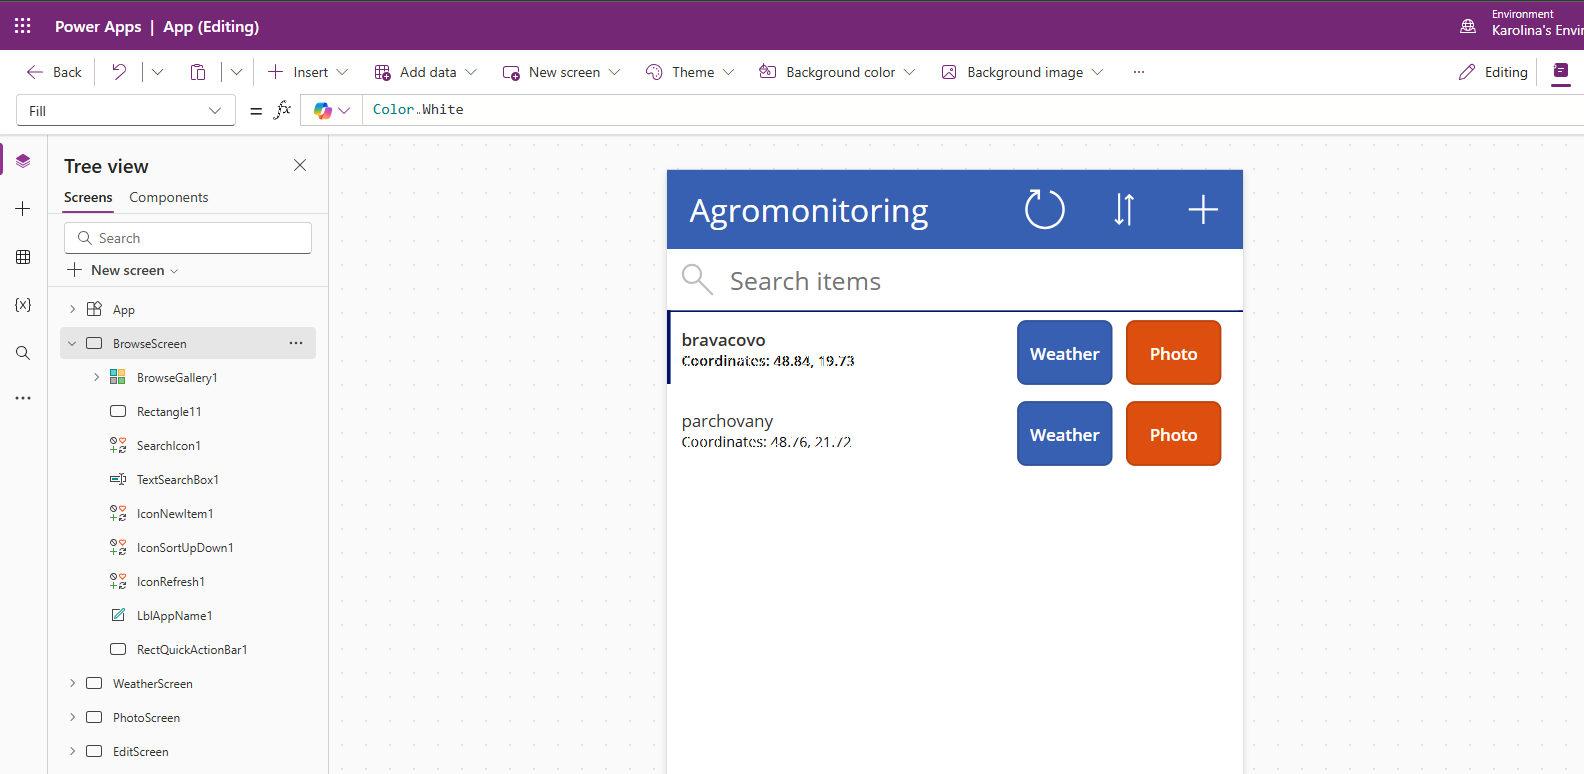 Power Apps | App (Editing)
Environment
Karolina's Envir
Back
Insert
Add data
New screen
Theme
Background color
Background image
...
Editing
Fill
= fx
Color.White
Tree view
Screens
Components
Search
New screen
App
BrowseScreen
...
BrowseGallery1
Rectangle11
SearchIcon1
TextSearchBox1
IconNewItem1
IconSortUpDown1
IconRefresh1
LblAppName1
RectQuickActionBar1
WeatherScreen
PhotoScreen
EditScreen
Agromonitoring
Search items
bravacovo
Coordinates: 48.84, 19.73
Weather
Photo
parchovany
Coordinates: 48.76, 21.72
Weather
Photo